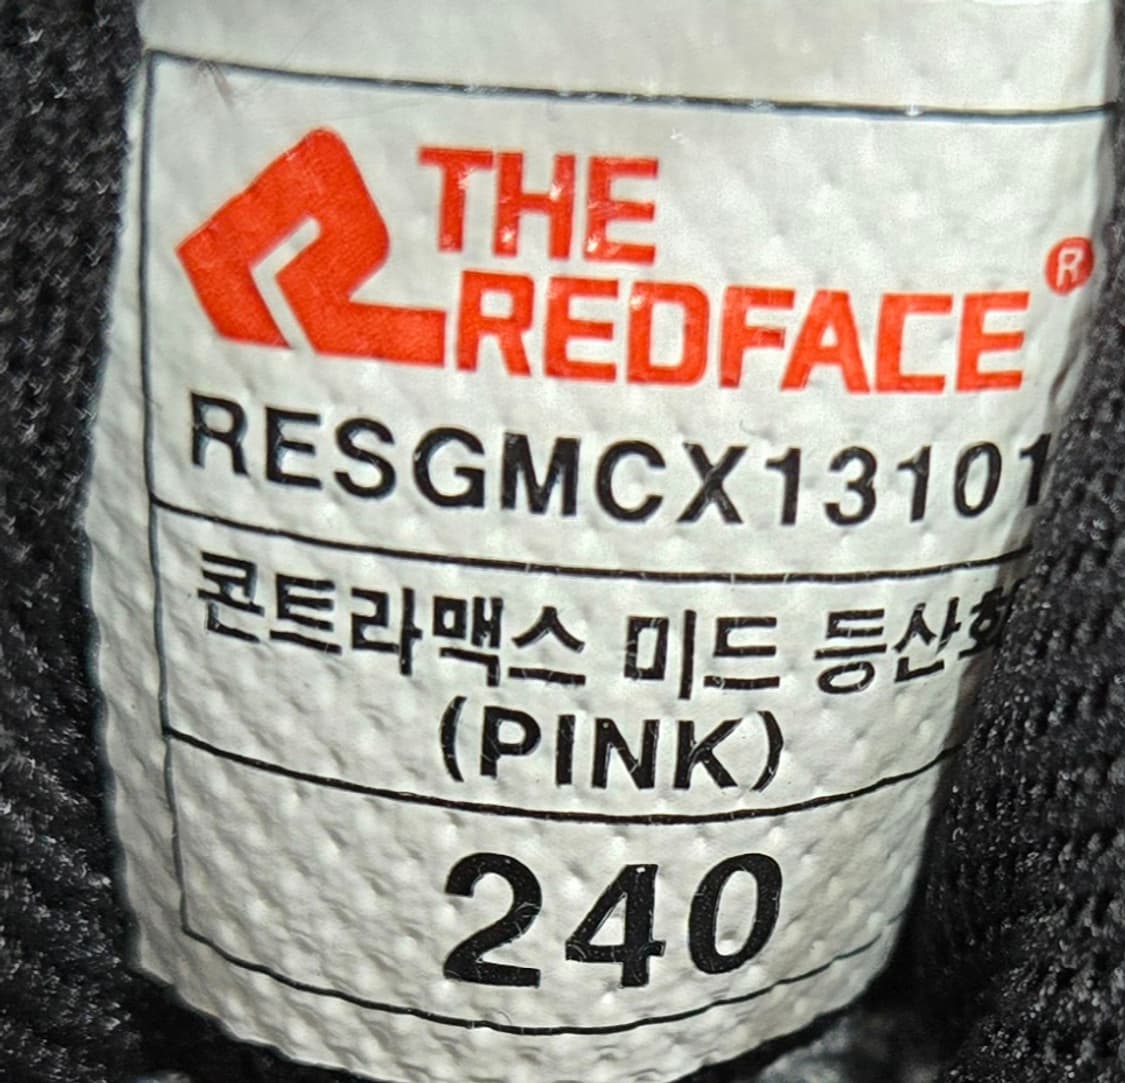 THE
REDFACE®
RESGMCX13101
콘트라맥스 미드 등산화
(PINK)
240